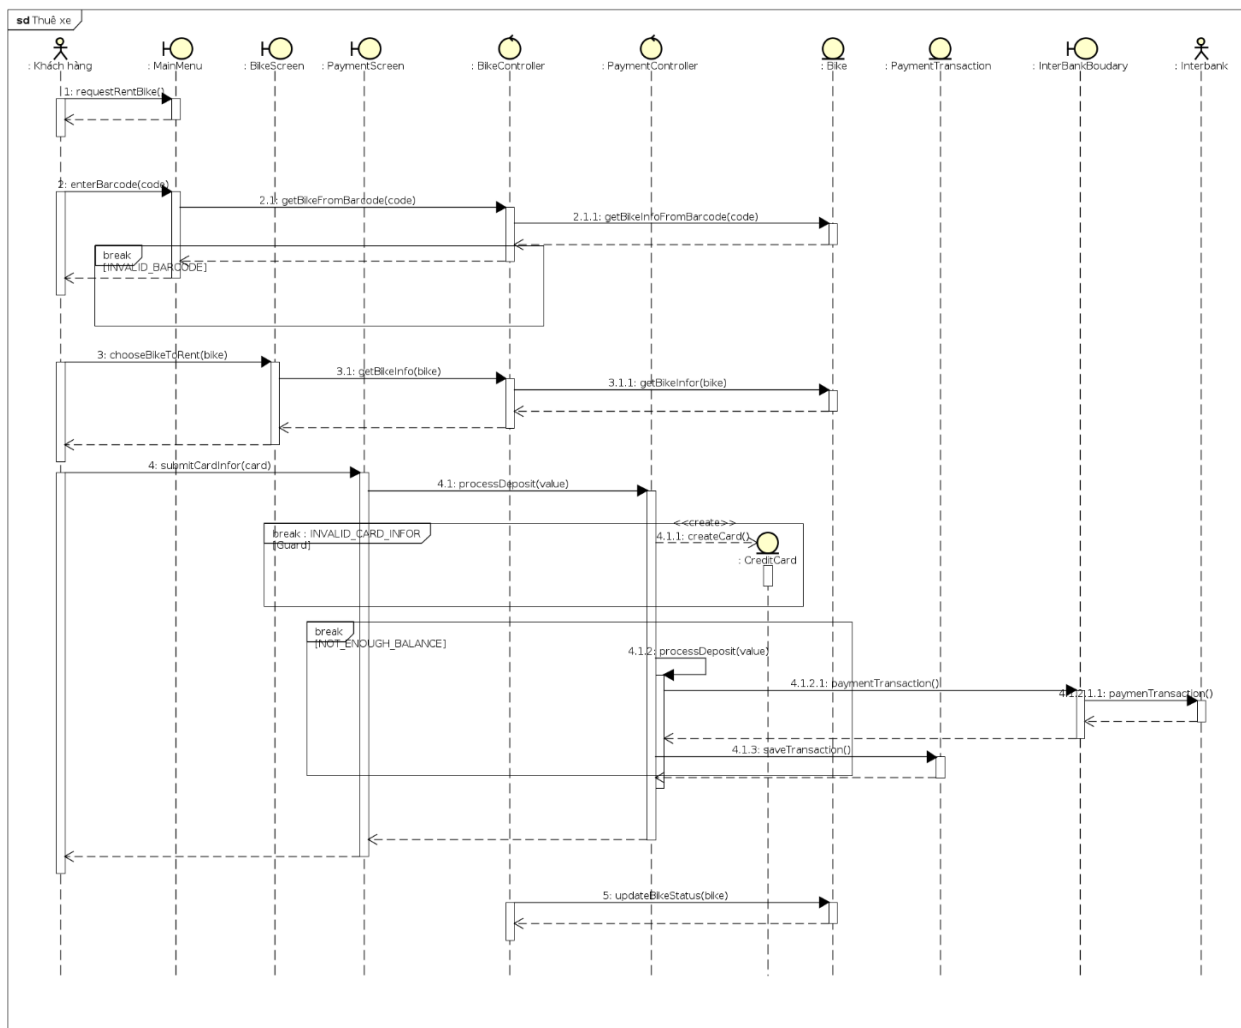 sd Thuê xe
: Khách hàng
: MainMenu
: BikeScreen
: PaymentScreen
: BikeController
: PaymentController
: Bike
: PaymentTransaction
: InterBankBoudary
: Interbank
1: requestRentBike()
2: enterBarcode(code)
2.1: getBikeFromBarcode(code)
2.1.1: getBikeInfoFromBarcode(code)
break
[INVALID_BARCODE]
3: chooseBikeToRent(bike)
3.1: getBikeInfo(bike)
3.1.1: getBikeInfor(bike)
4: submitCardInfor(card)
4.1: processDeposit(value)
break : INVALID_CARD_INFOR
[Guard]
<<create>>
4.1.1: createCard()
: CreditCard
break
[NOT_ENOUGH_BALANCE]
4.1.2: processDeposit(value)
4.1.2.1: paymentTransaction()
4.1.2.1.1: paymenTransaction()
4.1.3: saveTransaction()
5: updateBikeStatus(bike)